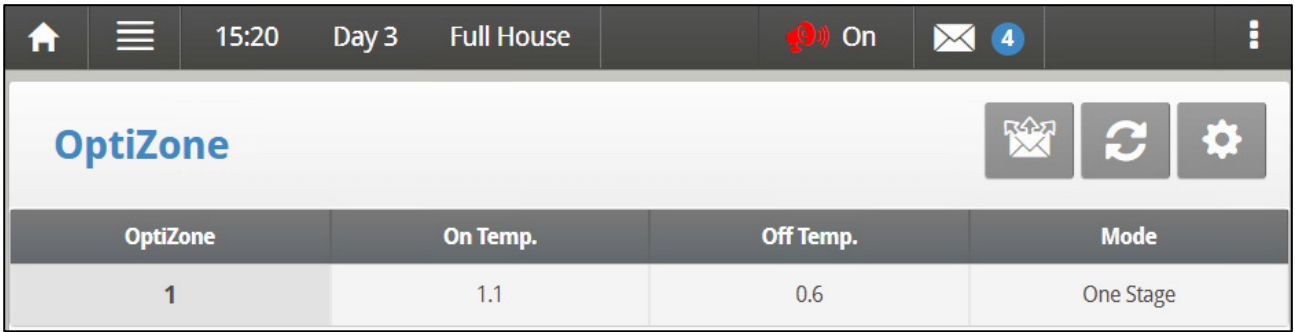 15:20 Day 3 Full House On 4
OptiZone
OptiZone On Temp. Off Temp. Mode
1 1.1 0.6 One Stage